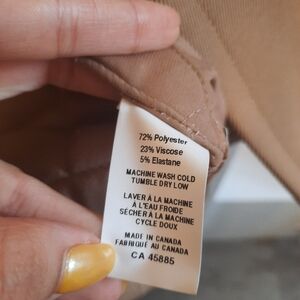 72% Polyester
23% Viscose
5% Elastane
MACHINE WASH COLD
TUMBLE DRY LOW
LAVER À LA MACHINE
À L'EAU FROIDE
SÉCHER À LA MACHINE
CYCLE DOUX
MADE IN CANADA
FABRIQUÉ AU CANADA
CA 45885